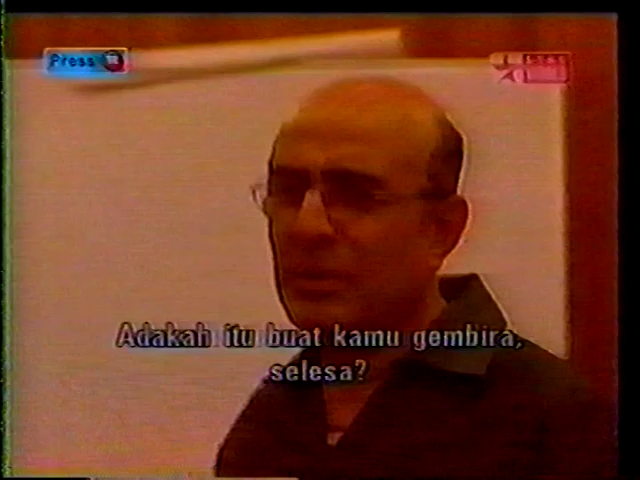 Press
Adakah itu buat kamu gembira,
selesa?